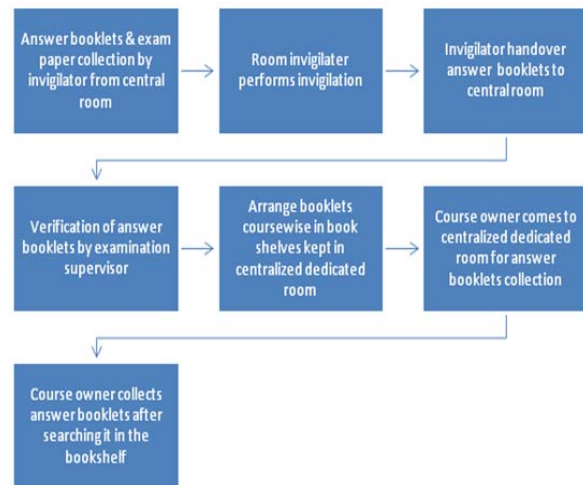 Answer booklets & exam
paper collection by
invigilator from central
room
Room invigilater
performs invigilation
Invigilator handover
answer booklets to
central room
Verification of answer
booklets by examination
supervisor
Arrange booklets
coursewise in book
shelves kept in
centralized dedicated
room
Course owner comes to
centralized dedicated
room for answer
booklets collection
Course owner collects
answer booklets after
searching it in the
bookshelf